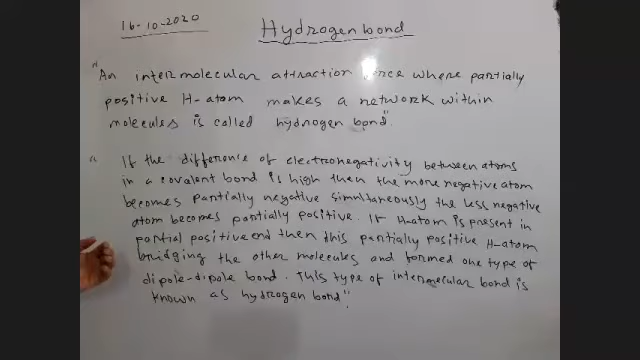 16-10-2020
Hydrogen bond
"An intermolecular attraction force where partially
positive H-atom makes a network within
molecules is called hydrogen bond".
" If the difference of electronegativity between atoms
in a covalent bond is high then the more negative atom
becomes partially negative simultaneously the less negative
atom becomes partially positive. If H-atom is present in
partial positive end then this partially positive H-atom
bridging the other molecules and formed one type of
dipole-dipole bond. This type of intermolecular bond is
known as hydrogen bond".